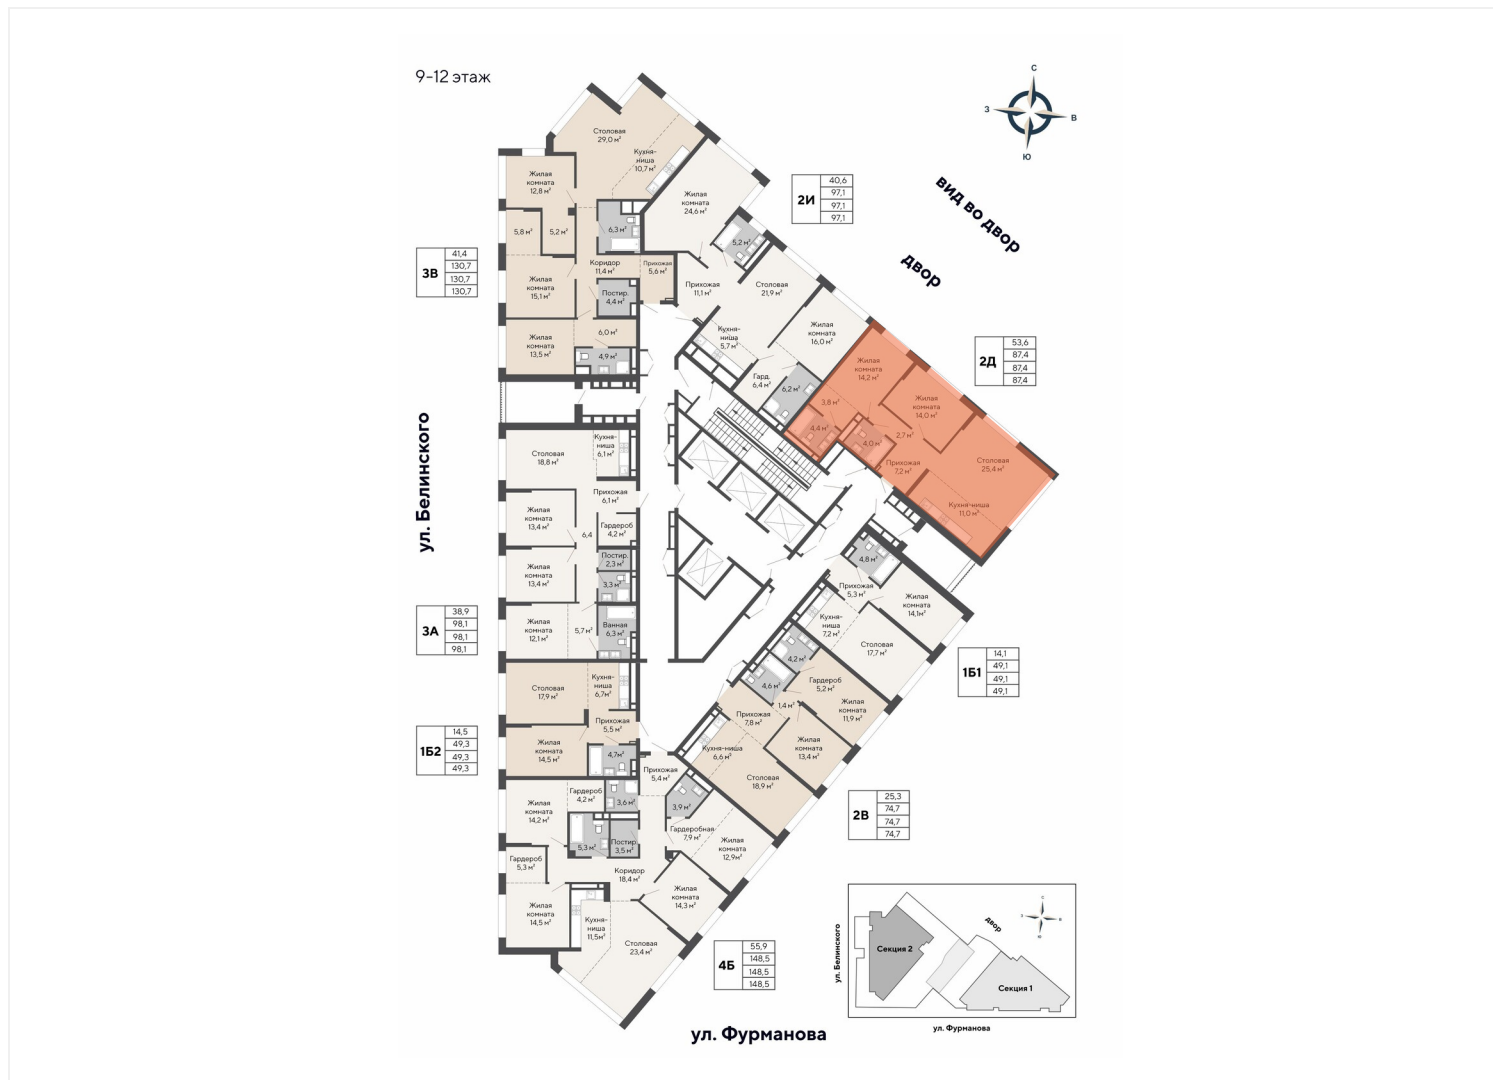 9-12 этаж
С
З
В
Ю
вид во двор
двор
ул. Белинского
ул. Фурманова
Столовая
29,0 м²
Кухня-
ниша
10,7 м²
Жилая
комната
12,8 м²
5,8 м²
5,2 м²
6,3 м²
Коридор
11,4 м²
Прихожая
5,6 м²
Жилая
комната
15,1 м²
Постир.
4,4 м²
Жилая
комната
13,5 м²
6,0 м²
4,9 м²
3В
41,4
130,7
130,7
130,7
Жилая
комната
24,6 м²
5,2 м²
Прихожая
11,1 м²
Столовая
21,9 м²
Кухня-
ниша
5,7 м²
Жилая
комната
16,0 м²
Гард.
6,4 м²
6,2 м²
2И
40,6
97,1
97,1
97,1
Жилая
комната
14,2 м²
3,8 м²
4,4 м²
4,0 м²
Жилая
комната
14,0 м²
2,7 м²
Прихожая
7,2 м²
Столовая
25,4 м²
Кухня-ниша
11,0 м²
2Д
53,6
87,4
87,4
87,4
Столовая
18,8 м²
Кухня-
ниша
6,1 м²
Прихожая
6,1 м²
Жилая
комната
13,4 м²
6,4
Гардероб
4,2 м²
Жилая
комната
13,4 м²
Постир.
2,3 м²
3,3 м²
Жилая
комната
12,1 м²
5,7 м²
Ванная
6,3 м²
3А
38,9
98,1
98,1
98,1
4,8 м²
Прихожая
5,3 м²
Жилая
комната
14,1м²
Кухня-
ниша
7,2 м²
Столовая
17,7 м²
1Б1
14,1
49,1
49,1
49,1
Столовая
17,9 м²
Кухня-
ниша
6,7м²
Прихожая
5,5 м²
Жилая
комната
14,5 м²
4,7м²
1Б2
14,5
49,3
49,3
49,3
4,2 м²
4,6 м²
Гардероб
5,2 м²
1,4 м²
Жилая
комната
11,9 м²
Прихожая
7,8 м²
Жилая
комната
13,4 м²
Кухня-ниша
6,6 м²
Столовая
18,9 м²
2В
25,3
74,7
74,7
74,7
Прихожая
5,4 м²
Гардероб
4,2 м²
3,6 м²
3,9 м²
Жилая
комната
14,2 м²
5,3 м²
Постир.
3,5 м²
Гардеробная
7,9 м²
Жилая
комната
12,9м²
Гардероб
5,3 м²
Коридор
18,4 м²
Жилая
комната
14,3 м²
Жилая
комната
14,5 м²
Кухня-
ниша
11,5м²
Столовая
23,4 м²
4Б
55,9
148,5
148,5
148,5
С
З
В
Ю
двор
ул. Белинского
Секция 2
Секция 1
ул. Фурманова